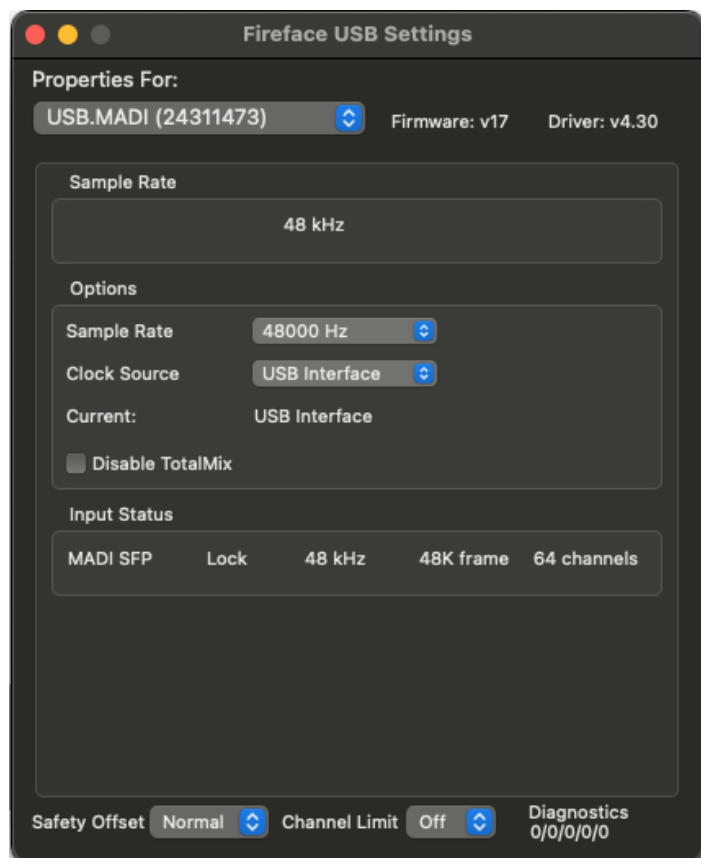 Fireface USB Settings
Properties For:
USB.MADI (24311473) Firmware: v17 Driver: v4.30
Sample Rate
48 kHz
Options
Sample Rate 48000 Hz
Clock Source USB Interface
Current: USB Interface
Disable TotalMix
Input Status
MADI SFP Lock 48 kHz 48K frame 64 channels
Safety Offset Normal Channel Limit Off Diagnostics
0/0/0/0/0